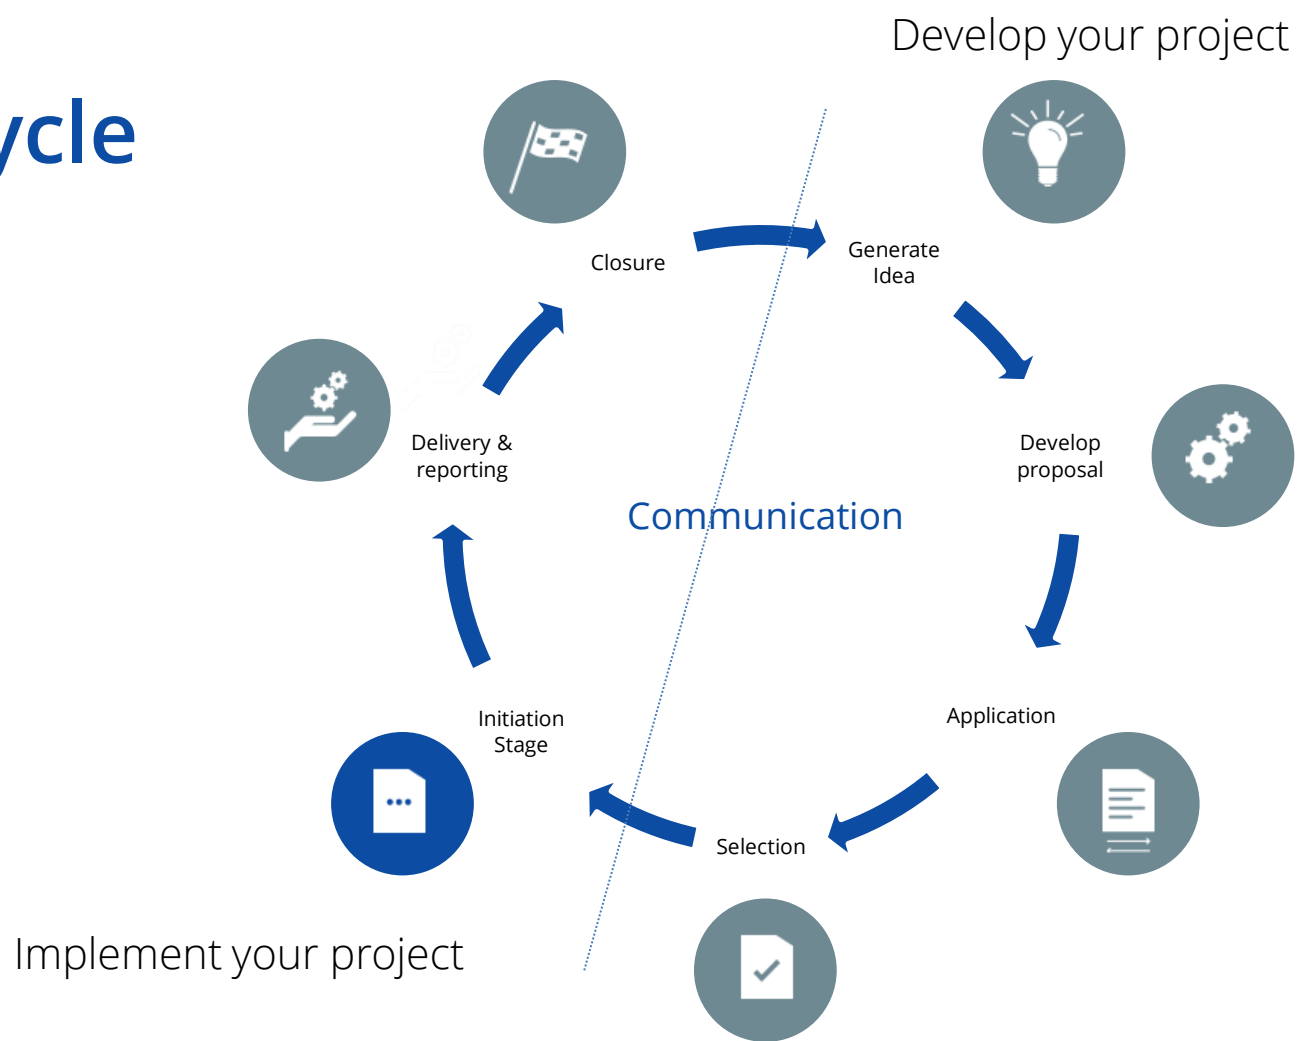 Develop your project
ycle
Closure
Generate
Idea
Delivery &
reporting
Develop
proposal
Communication
Initiation
Stage
Application
Selection
Implement your project